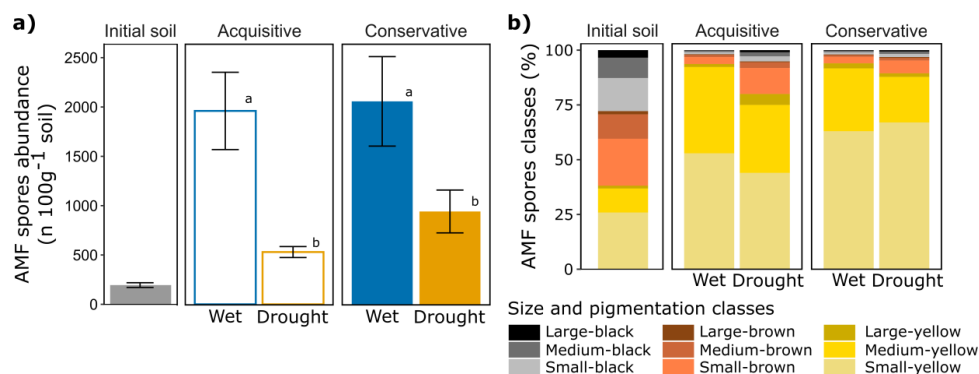 a)
Initial soil
Acquisitive
Conservative
AMF spores abundance
(n 100g-1 soil)
2500
2000
1500
1000
500
0
a
b
a
b
Wet
Drought
Wet
Drought
b)
Initial soil
Acquisitive
Conservative
AMF spores classes (%)
100
75
50
25
0
Wet
Drought
Wet
Drought
Size and pigmentation classes
Large-black
Large-brown
Large-yellow
Medium-black
Medium-brown
Medium-yellow
Small-black
Small-brown
Small-yellow